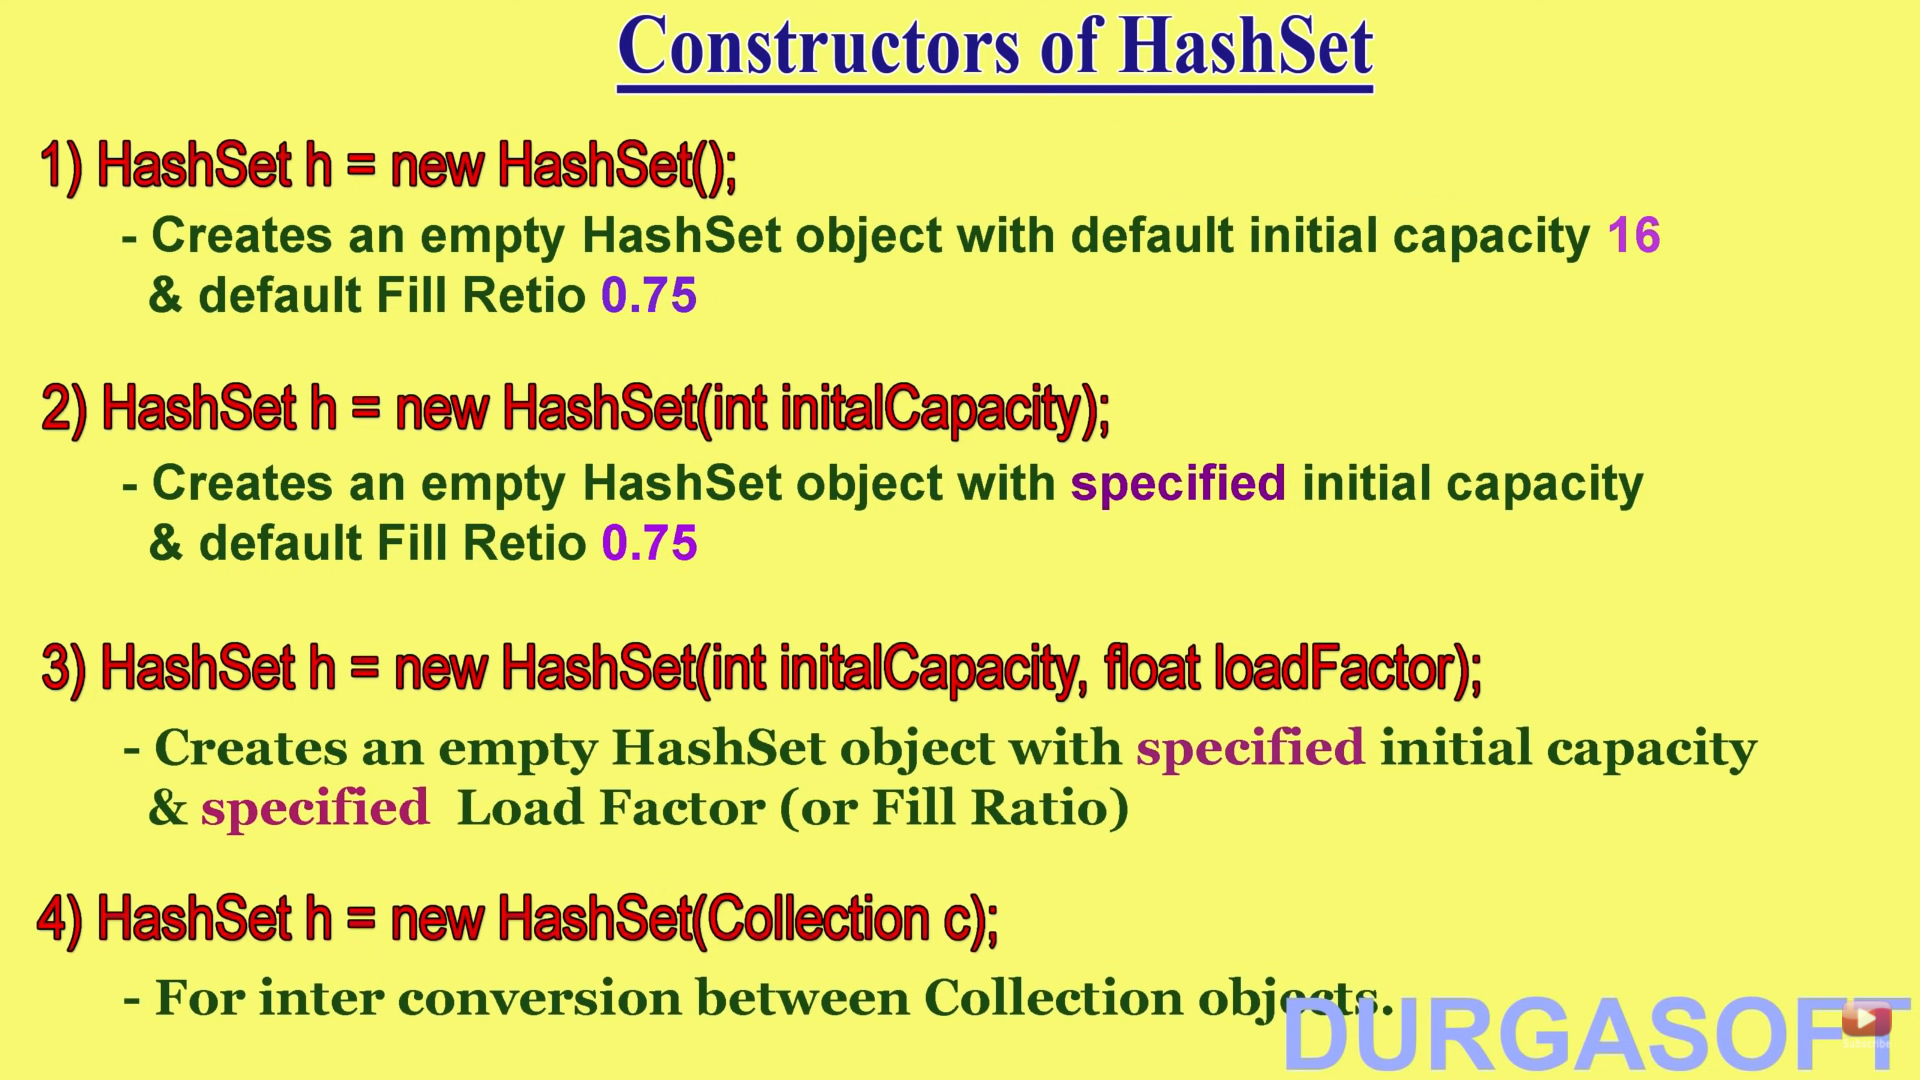 Constructors of HashSet
1) HashSet h = new HashSet();
- Creates an empty HashSet object with default initial capacity 16
& default Fill Retio 0.75
2) HashSet h = new HashSet(int initalCapacity);
- Creates an empty HashSet object with specified initial capacity
& default Fill Retio 0.75
3) HashSet h = new HashSet(int initalCapacity, float loadFactor);
- Creates an empty HashSet object with specified initial capacity
& specified Load Factor (or Fill Ratio)
4) HashSet h = new HashSet(Collection c);
- For inter conversion between Collection objects.
DURGASOFT
Subscribe